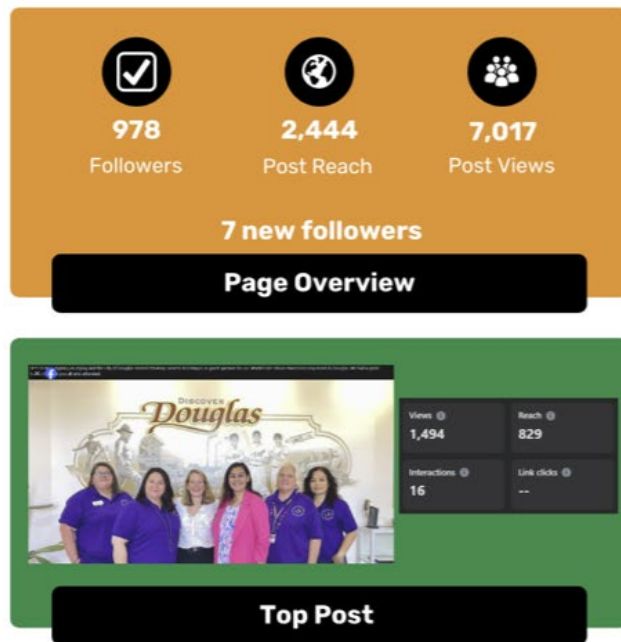 978
Followers
2,444
Post Reach
7,017
Post Views
7 new followers
Page Overview
DISCOVER
Douglas
Views
1,494
Reach
829
Interactions
16
Link clicks
--
Top Post